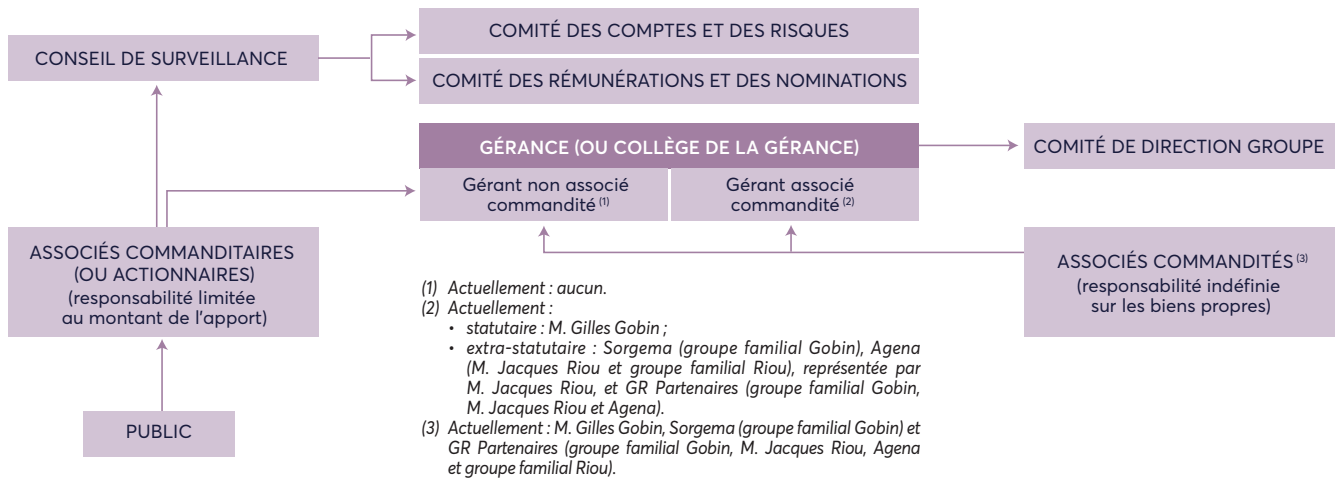 COMITÉ DES COMPTES ET DES RISQUES
CONSEIL DE SURVEILLANCE
COMITÉ DES RÉMUNÉRATIONS ET DES NOMINATIONS
GÉRANCE (OU COLLÈGE DE LA GÉRANCE)
COMITÉ DE DIRECTION GROUPE
Gérant non associé
commandité (1)
Gérant associé
commandité (2)
ASSOCIÉS COMMANDITAIRES
(OU ACTIONNAIRES)
(responsabilité limitée
au montant de l'apport)
ASSOCIÉS COMMANDITÉS (3)
(responsabilité indéfinie
sur les biens propres)
PUBLIC
(1) Actuellement : aucun.
(2) Actuellement :
• statutaire : M. Gilles Gobin ;
• extra-statutaire : Sorgema (groupe familial Gobin), Agena
(M. Jacques Riou et groupe familial Riou), représentée par
M. Jacques Riou, et GR Partenaires (groupe familial Gobin,
M. Jacques Riou et Agena).
(3) Actuellement : M. Gilles Gobin, Sorgema (groupe familial Gobin) et
GR Partenaires (groupe familial Gobin, M. Jacques Riou, Agena
et groupe familial Riou).